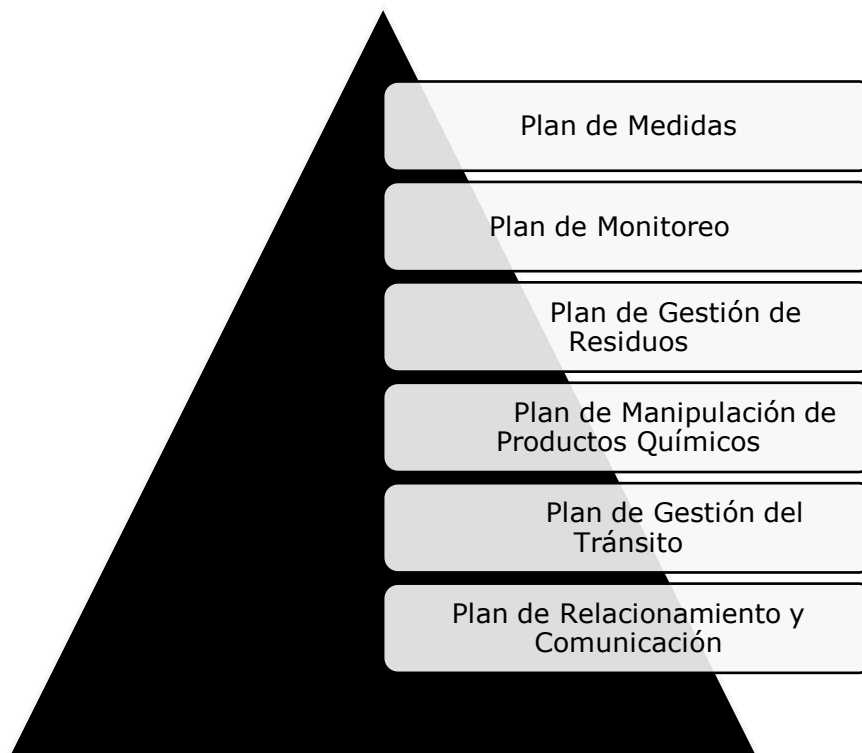 Plan de Medidas
Plan de Monitoreo
Plan de Gestión de
Residuos
Plan de Manipulación de
Productos Químicos
Plan de Gestión del
Tránsito
Plan de Relacionamiento y
Comunicación